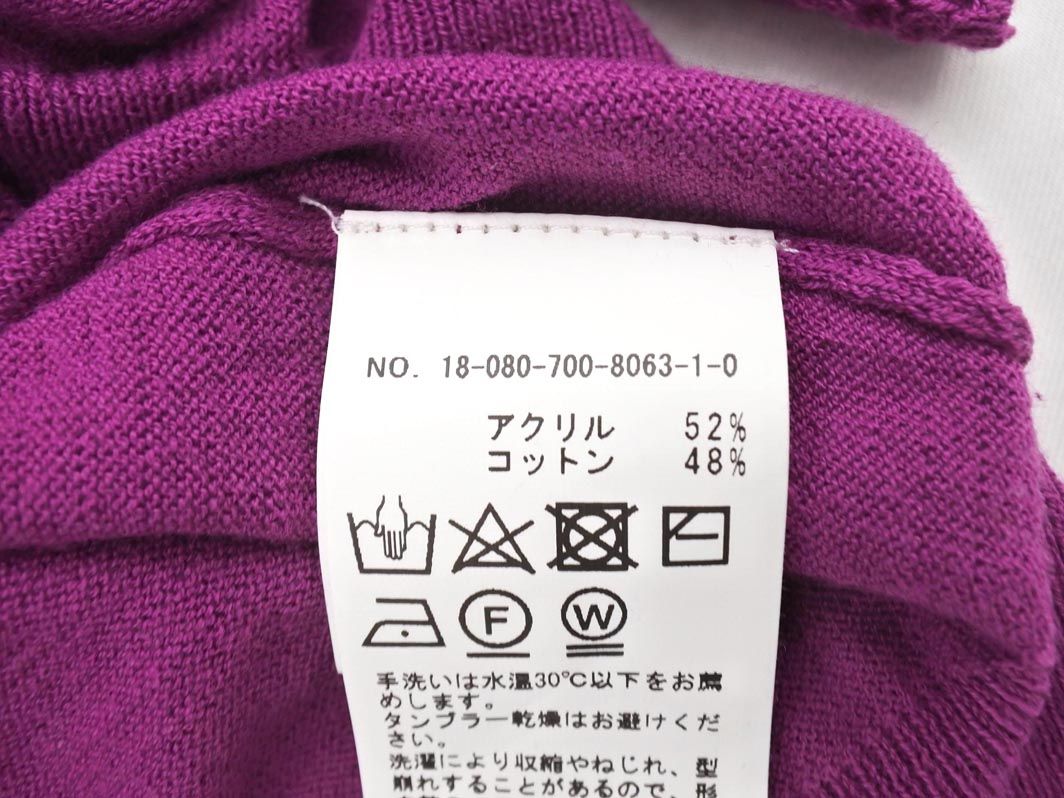 NO. 18-080-700-8063-1-0
アクリル 52%
コットン 48%
F W
手洗いは水温30℃以下をお薦
めします。
タンブラー乾燥はお避けくだ
さい。
洗濯により収縮やねじれ、型
崩れすることがあるので、形